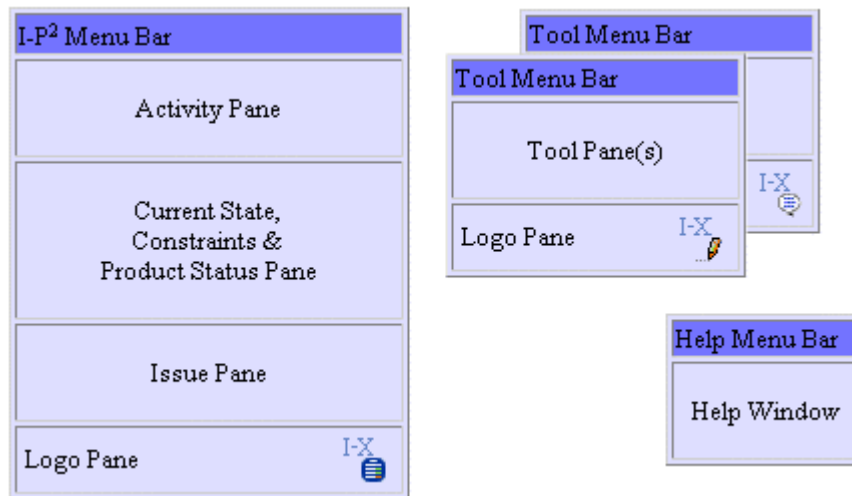 I-P² Menu Bar
Activity Pane
Current State,
Constraints &
Product Status Pane
Issue Pane
Logo Pane
I-X
Tool Menu Bar
Tool Menu Bar
Tool Pane(s)
Logo Pane
I-X
I-X
Help Menu Bar
Help Window